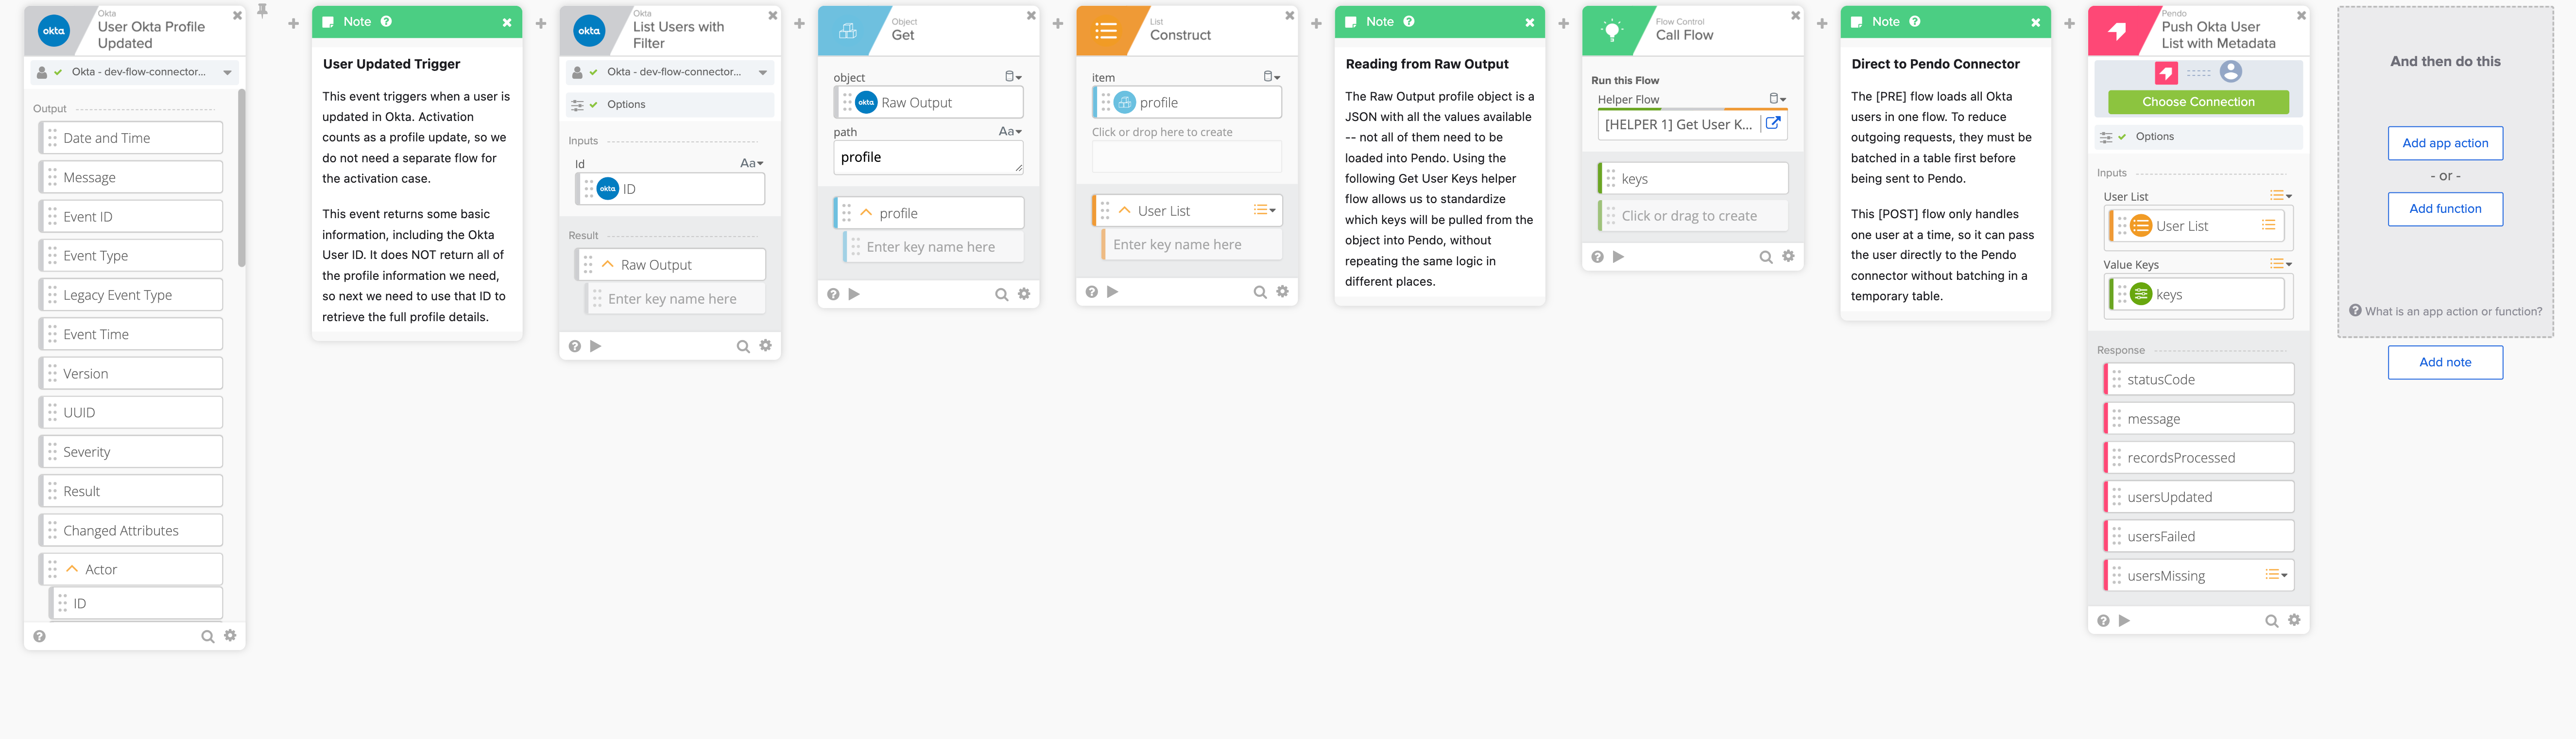 okta
Okta
User Okta Profile
Updated
Okta - dev-flow-connector...
Output
Date and Time
Message
Event ID
Event Type
Legacy Event Type
Event Time
Version
UUID
Severity
Result
Changed Attributes
Actor
ID
Note
User Updated Trigger
This event triggers when a user is
updated in Okta. Activation
counts as a profile update, so we
do not need a separate flow for
the activation case.
This event returns some basic
information, including the Okta
User ID. It does NOT return all of
the profile information we need,
so next we need to use that ID to
retrieve the full profile details.
okta
Okta
List Users with
Filter
Okta - dev-flow-connector...
Options
Inputs
Id
Aa
okta
ID
Result
Raw Output
Enter key name here
Object
Get
object
okta
Raw Output
path
Aa
profile
profile
Enter key name here
List
Construct
item
profile
Click or drop here to create
User List
Enter key name here
Note
Reading from Raw Output
The Raw Output profile object is a
JSON with all the values available
-- not all of them need to be
loaded into Pendo. Using the
following Get User Keys helper
flow allows us to standardize
which keys will be pulled from the
object into Pendo, without
repeating the same logic in
different places.
Flow Control
Call Flow
Run this Flow
Helper Flow
[HELPER 1] Get User K...
keys
Click or drag to create
Note
Direct to Pendo Connector
The [PRE] flow loads all Okta
users in one flow. To reduce
outgoing requests, they must be
batched in a table first before
being sent to Pendo.
This [POST] flow only handles
one user at a time, so it can pass
the user directly to the Pendo
connector without batching in a
temporary table.
Pendo
Push Okta User
List with Metadata
Choose Connection
Options
Inputs
User List
User List
Value Keys
keys
Response
statusCode
message
recordsProcessed
usersUpdated
usersFailed
usersMissing
And then do this
Add app action
- or -
Add function
What is an app action or function?
Add note